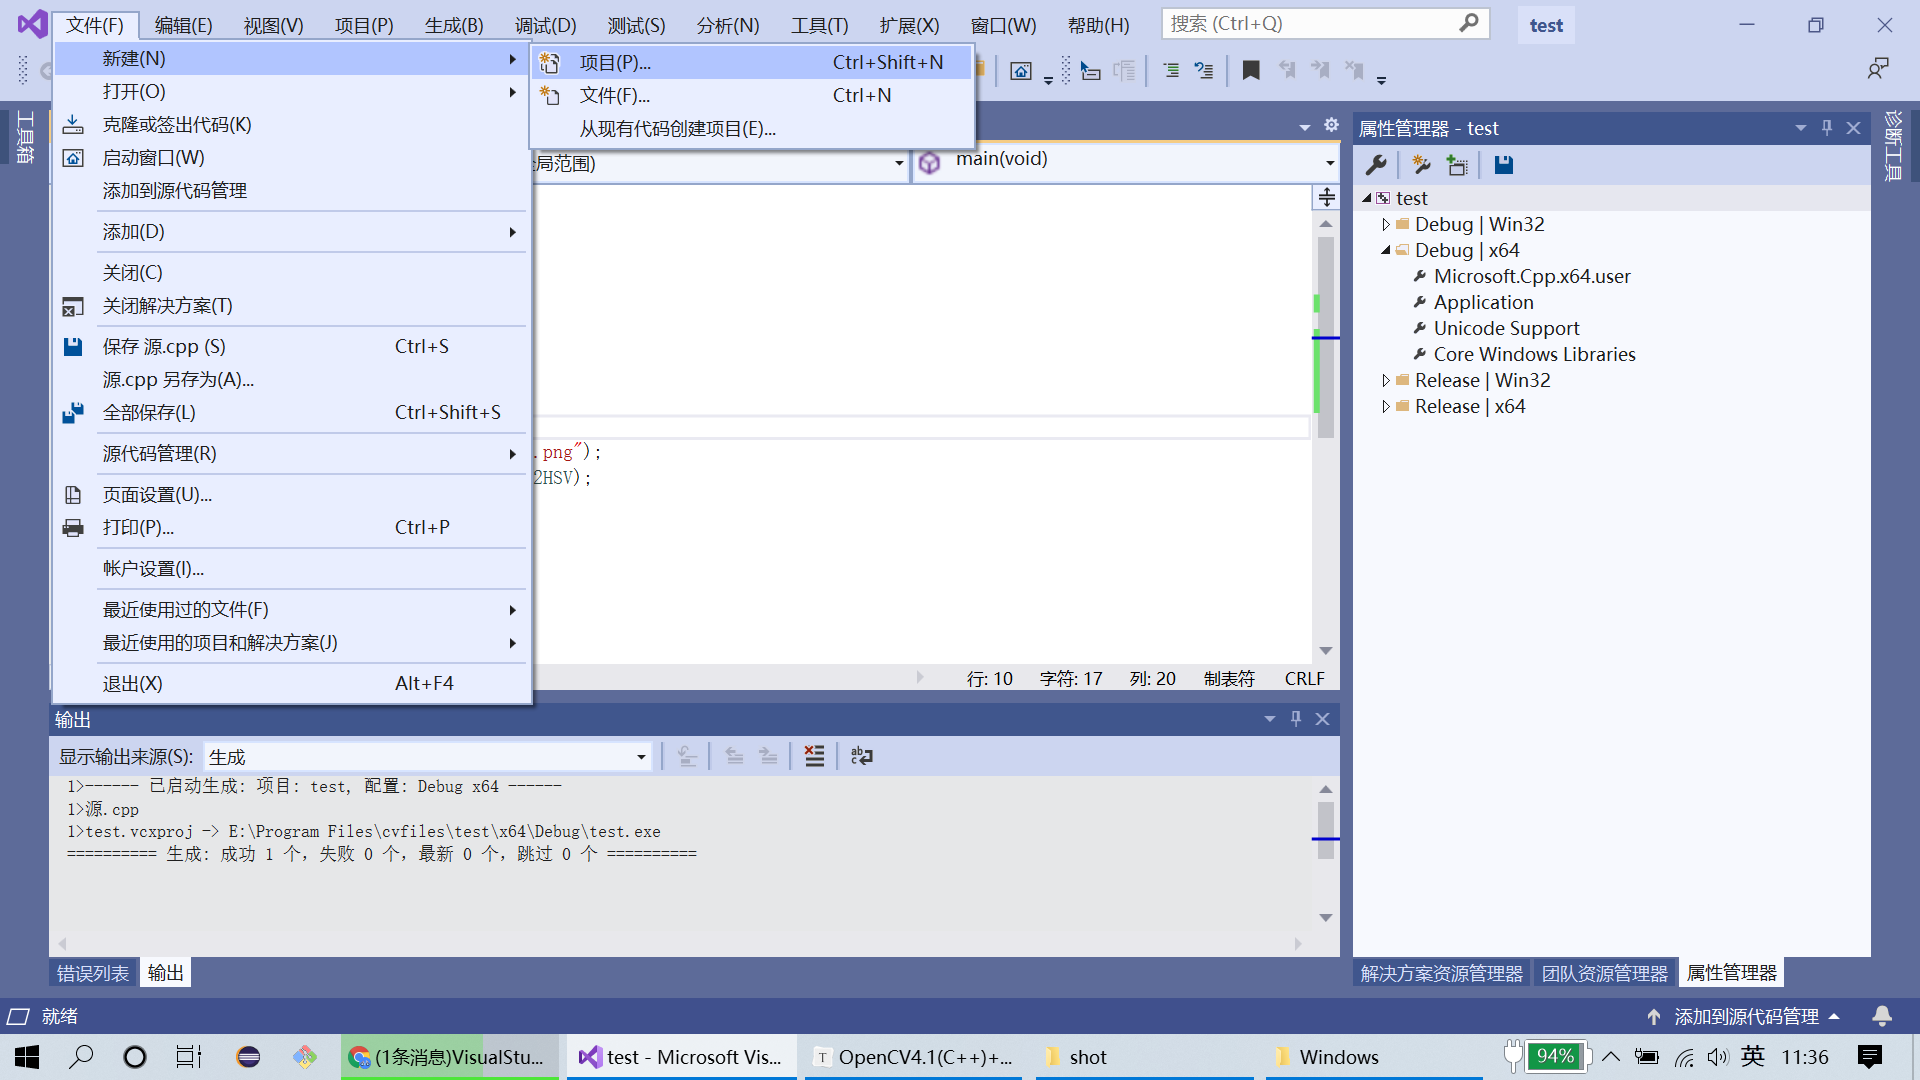 文件(F) 编辑(E) 视图(V) 项目(P) 生成(B) 调试(D) 测试(S) 分析(N) 工具(T) 扩展(X) 窗口(W) 帮助(H) 搜索 (Ctrl+Q) test
新建(N)
打开(O)
克隆或签出代码(K)
启动窗口(W)
添加到源代码管理
添加(D)
关闭(C)
关闭解决方案(T)
保存 源.cpp (S) Ctrl+S
源.cpp 另存为(A)...
全部保存(L) Ctrl+Shift+S
源代码管理(R)
页面设置(U)...
打印(P)... Ctrl+P
帐户设置(I)...
最近使用过的文件(F)
最近使用的项目和解决方案(J)
退出(X) Alt+F4
项目(P)... Ctrl+Shift+N
文件(F)... Ctrl+N
从现有代码创建项目(E)...
工具箱
局范围) main(void)
.png");
2HSV);
行: 10 字符: 17 列: 20 制表符 CRLF
属性管理器 - test
test
Debug | Win32
Debug | x64
Microsoft.Cpp.x64.user
Application
Unicode Support
Core Windows Libraries
Release | Win32
Release | x64
诊断工具
输出
显示输出来源(S): 生成
1>------ 已启动生成: 项目: test, 配置: Debug x64 ------
1>源.cpp
1>test.vcxproj -> E:\Program Files\cvfiles\test\x64\Debug\test.exe
========== 生成: 成功 1 个，失败 0 个，最新 0 个，跳过 0 个 ==========
错误列表 输出
解决方案资源管理器 团队资源管理器 属性管理器
就绪 添加到源代码管理
(1条消息)VisualStu... test - Microsoft Vis... OpenCV4.1(C++)+... shot Windows 94% 英 11:36